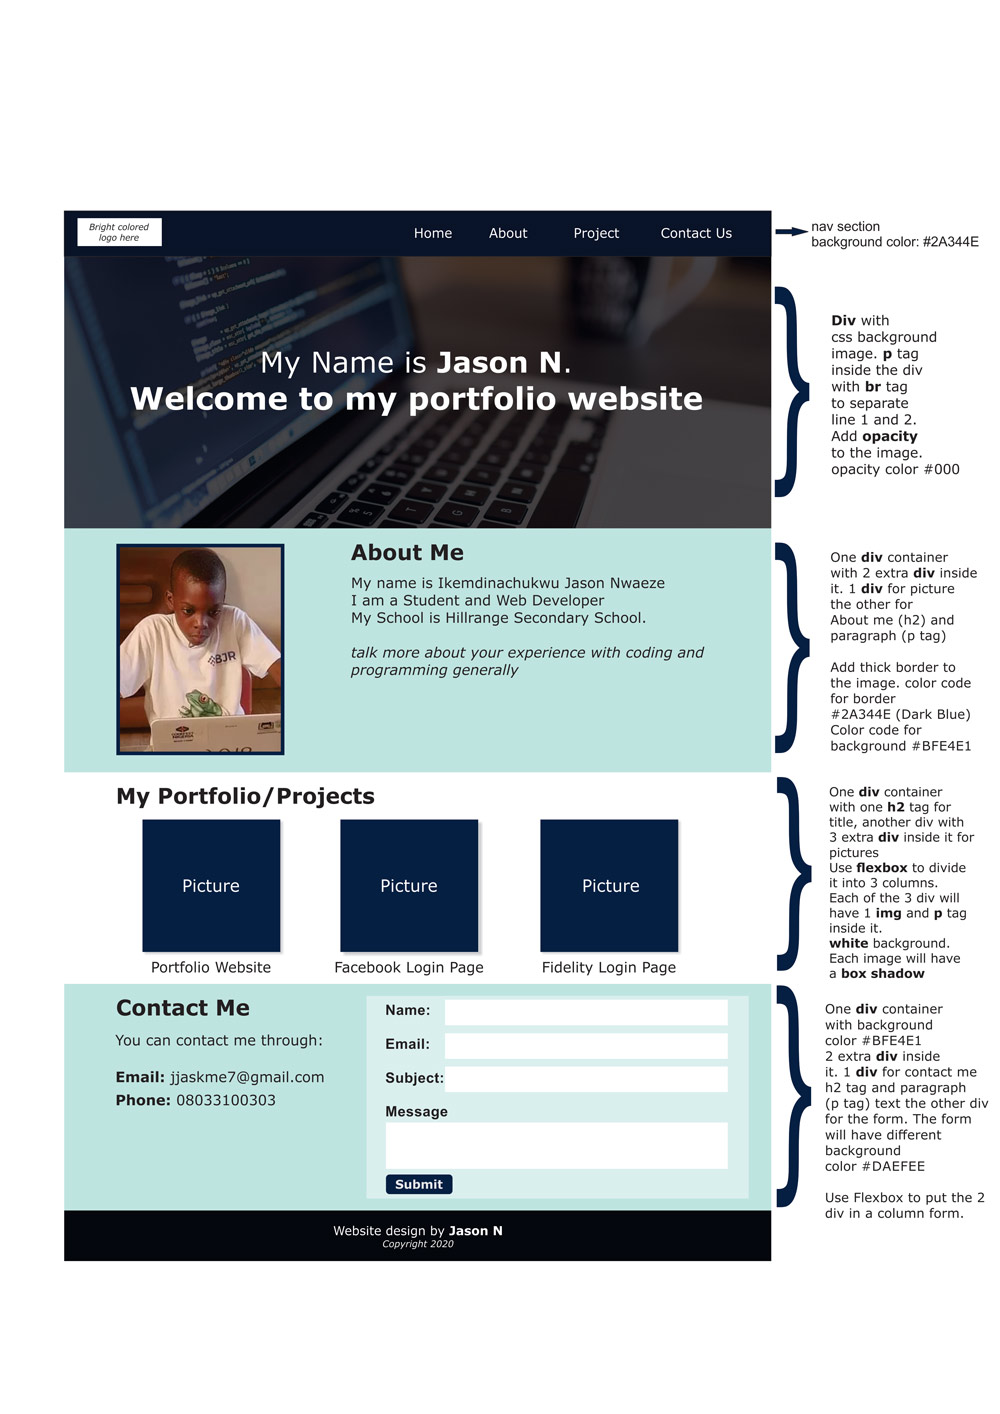 Bright colored
logo here
Home
About
Project
Contact Us
nav section
background color: #2A344E
My Name is Jason N.
Welcome to my portfolio website
Div with
css background
image. p tag
inside the div
with br tag
to separate
line 1 and 2.
Add opacity
to the image.
opacity color #000
BJR
About Me
My name is Ikemdinachukwu Jason Nwaeze
I am a Student and Web Developer
My School is Hillrange Secondary School.
talk more about your experience with coding and
programming generally
One div container
with 2 extra div inside
it. 1 div for picture
the other for
About me (h2) and
paragraph (p tag)
Add thick border to
the image. color code
for border
#2A344E (Dark Blue)
Color code for
background #BFE4E1
My Portfolio/Projects
Picture
Picture
Picture
Portfolio Website
Facebook Login Page
Fidelity Login Page
One div container
with one h2 tag for
title, another div with
3 extra div inside it for
pictures
Use flexbox to divide
it into 3 columns.
Each of the 3 div will
have 1 img and p tag
inside it.
white background.
Each image will have
a box shadow
Contact Me
You can contact me through:
Email: jjaskme7@gmail.com
Phone: 08033100303
Name:
Email:
Subject:
Message
Submit
One div container
with background
color #BFE4E1
2 extra div inside
it. 1 div for contact me
h2 tag and paragraph
(p tag) text the other div
for the form. The form
will have different
background
color #DAEFEE
Use Flexbox to put the 2
div in a column form.
Website design by Jason N
Copyright 2020